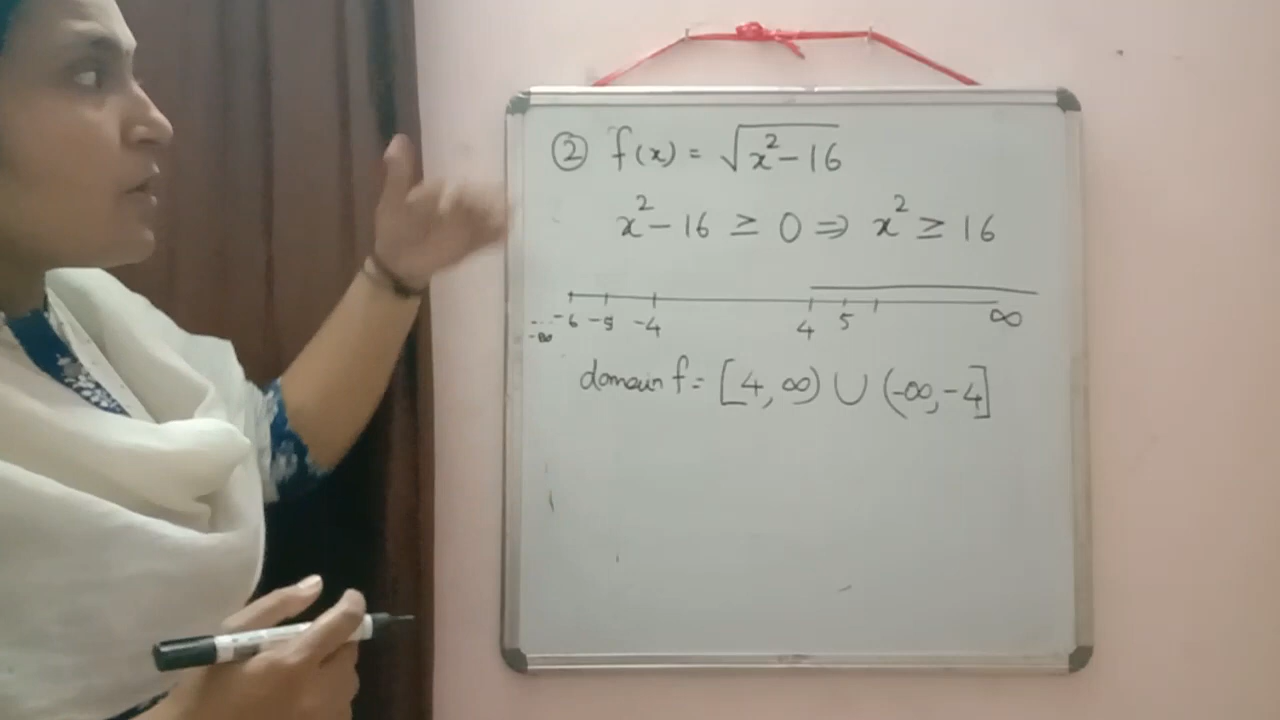 ② f(x) = √(x² - 16)
x² - 16 ≥ 0 ⇒ x² ≥ 16
... -∞ -6 -5 -4 4 5 ∞
domain f = [4, ∞) ∪ (-∞, -4]